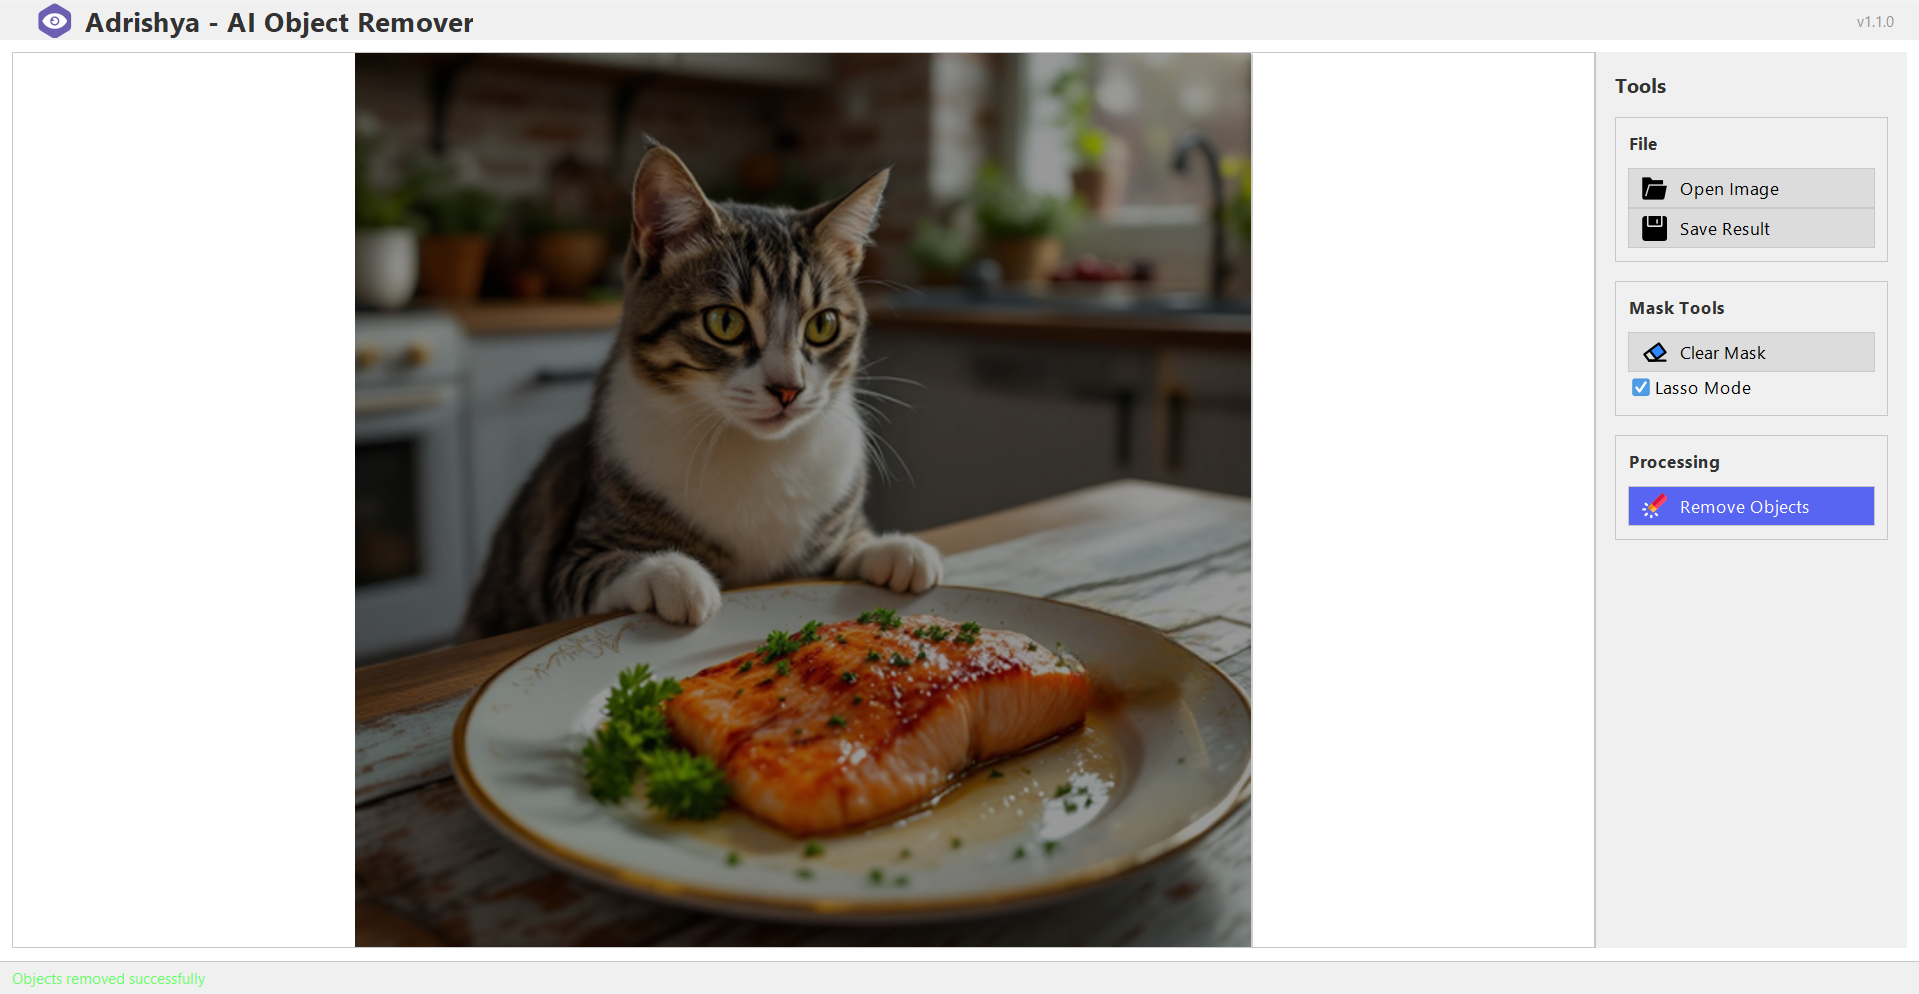 Adrishya - AI Object Remover
v1.1.0
Tools
File
Open Image
Save Result
Mask Tools
Clear Mask
Lasso Mode
Processing
Remove Objects
Objects removed successfully